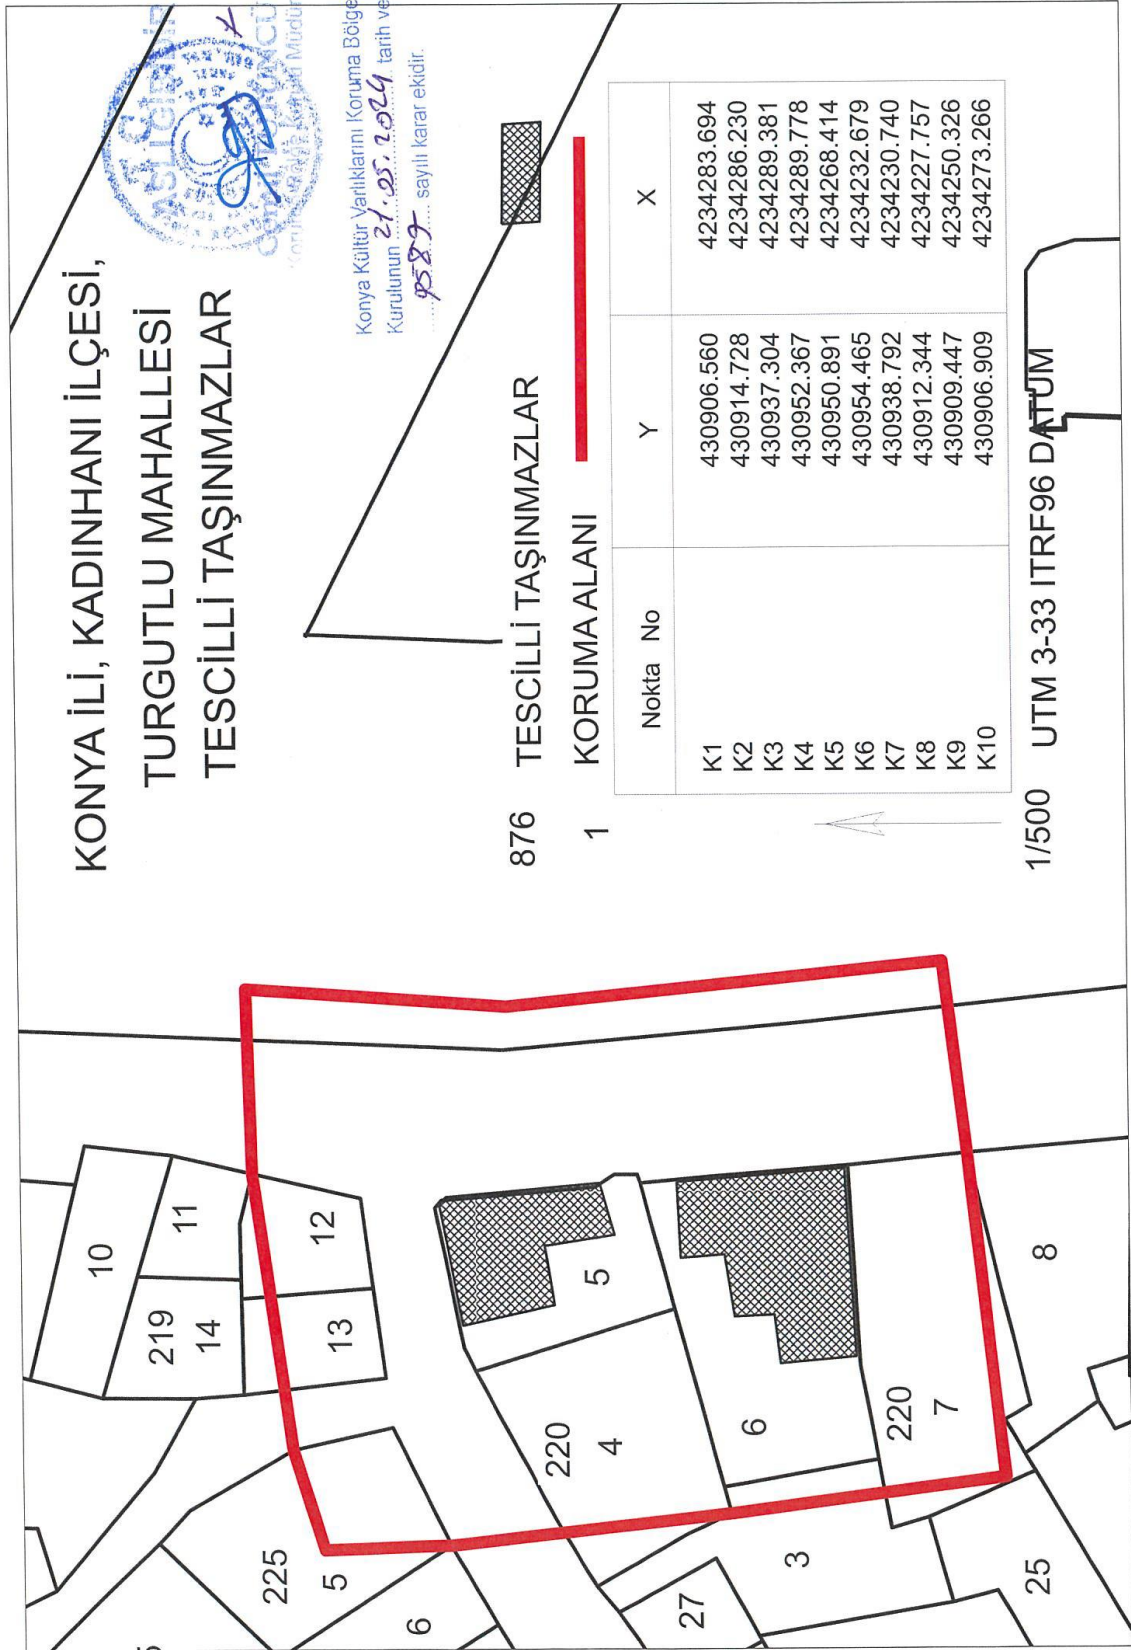 KONYA İLİ, KADINHANI İLÇESİ,
TURGUTLU MAHALLESİ
TESCİLLİ TAŞINMAZLAR
T.C.
ASLI GİBİDİR
Konya Kültür Varlıklarını Koruma Bölge
Kurulunun 21.05.2024 tarih ve
9589 sayılı karar ekidir.
876 TESCİLLİ TAŞINMAZLAR
1 KORUMA ALANI
Nokta No Y X
K1 430906.560 4234283.694
K2 430914.728 4234286.230
K3 430937.304 4234289.381
K4 430952.367 4234289.778
K5 430950.891 4234268.414
K6 430954.465 4234232.679
K7 430938.792 4234230.740
K8 430912.344 4234227.757
K9 430909.447 4234250.326
K10 430906.909 4234273.266
1/500 UTM 3-33 ITRF96 DATUM
10
11
219
14
12
13
225
5
6
220
4
5
6
220
7
8
27
3
25